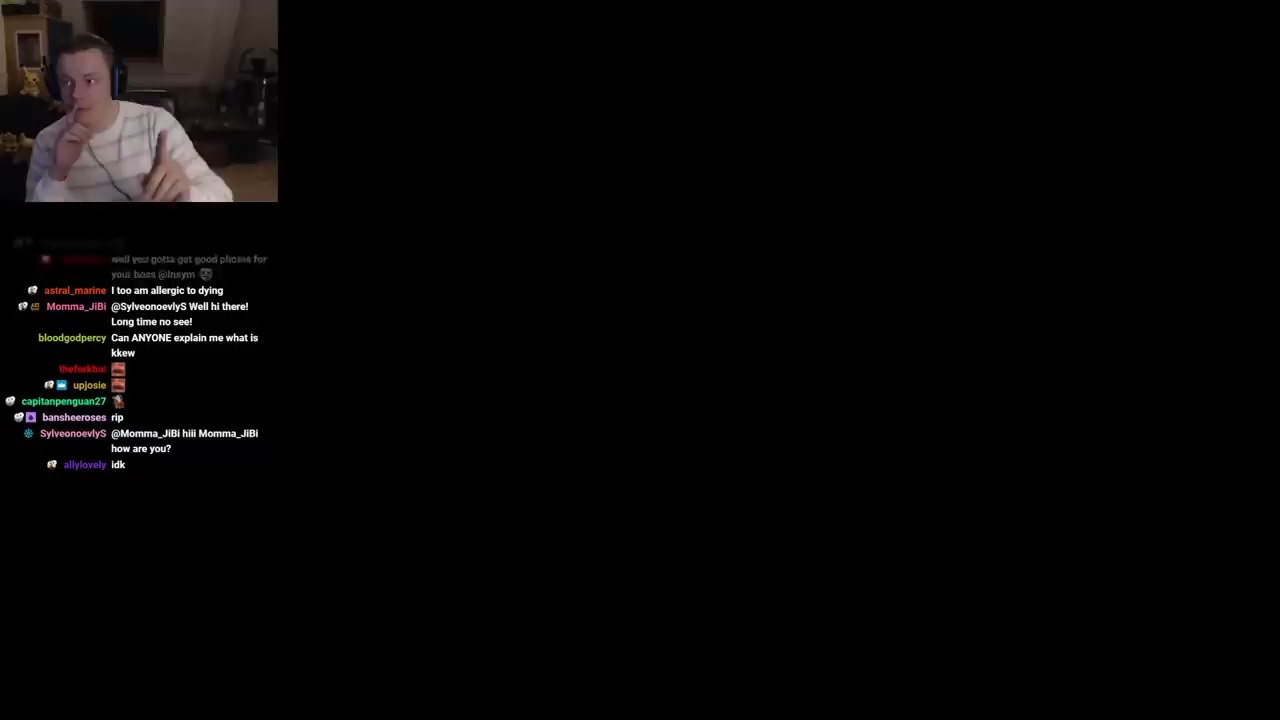 well you gotta get good photos for
your boss @Insym
astral_marine I too am allergic to dying
Momma_JiBi @SylveonoevlyS Well hi there!
Long time no see!
bloodgodpercy Can ANYONE explain me what is
kkew
theforkboi
upjosie
capitanpenguan27
bansheeroses rip
SylveonoevlyS @Momma_JiBi hiii Momma_JiBi
how are you?
allylovely idk